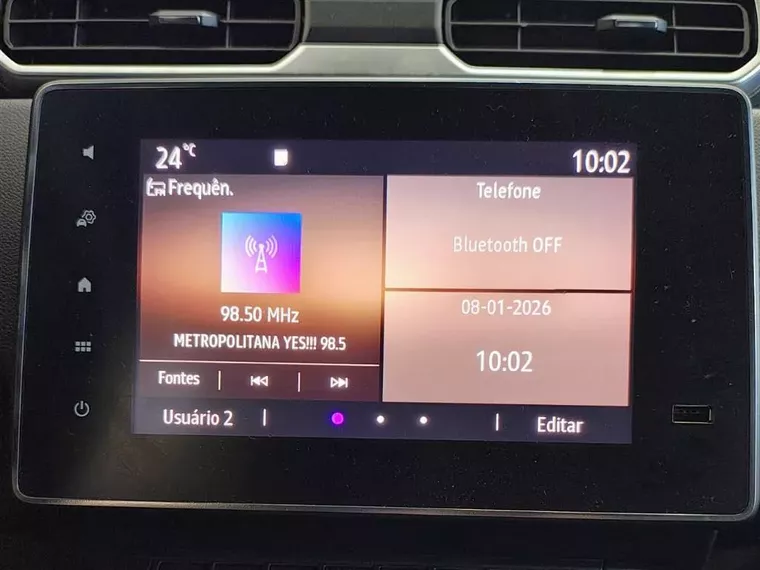 24°C
10:02
FM Frequên.
98.50 MHz
METROPOLITANA YES!!! 98.5
Fontes
Telefone
Bluetooth OFF
08-01-2026
10:02
Usuário 2
Editar